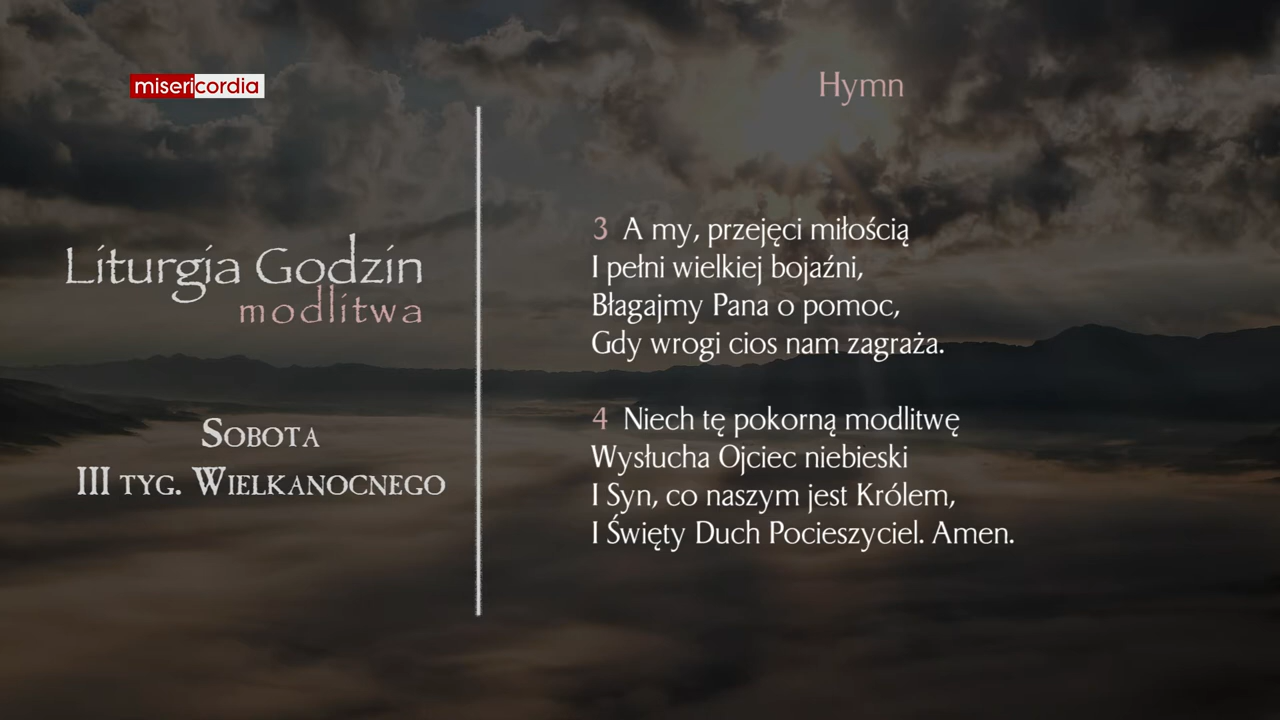 misericordia
Liturgia Godzin
modlitwa
Sobota
III tyg. Wielkanocnego
Hymn
3 A my, przejęci miłością
I pełni wielkiej bojaźni,
Błagajmy Pana o pomoc,
Gdy wrogi cios nam zagraża.
4 Niech tę pokorną modlitwę
Wysłucha Ojciec niebieski
I Syn, co naszym jest Królem,
I Święty Duch Pocieszyciel. Amen.